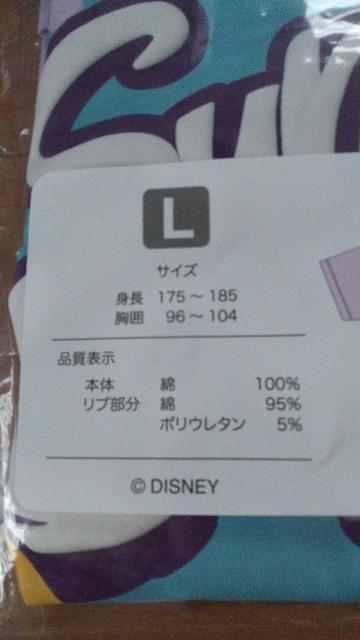 L
サイズ
身長 175～185
胸囲 96～104
品質表示
本体 綿 100%
リブ部分 綿 95%
ポリウレタン 5%
© DISNEY